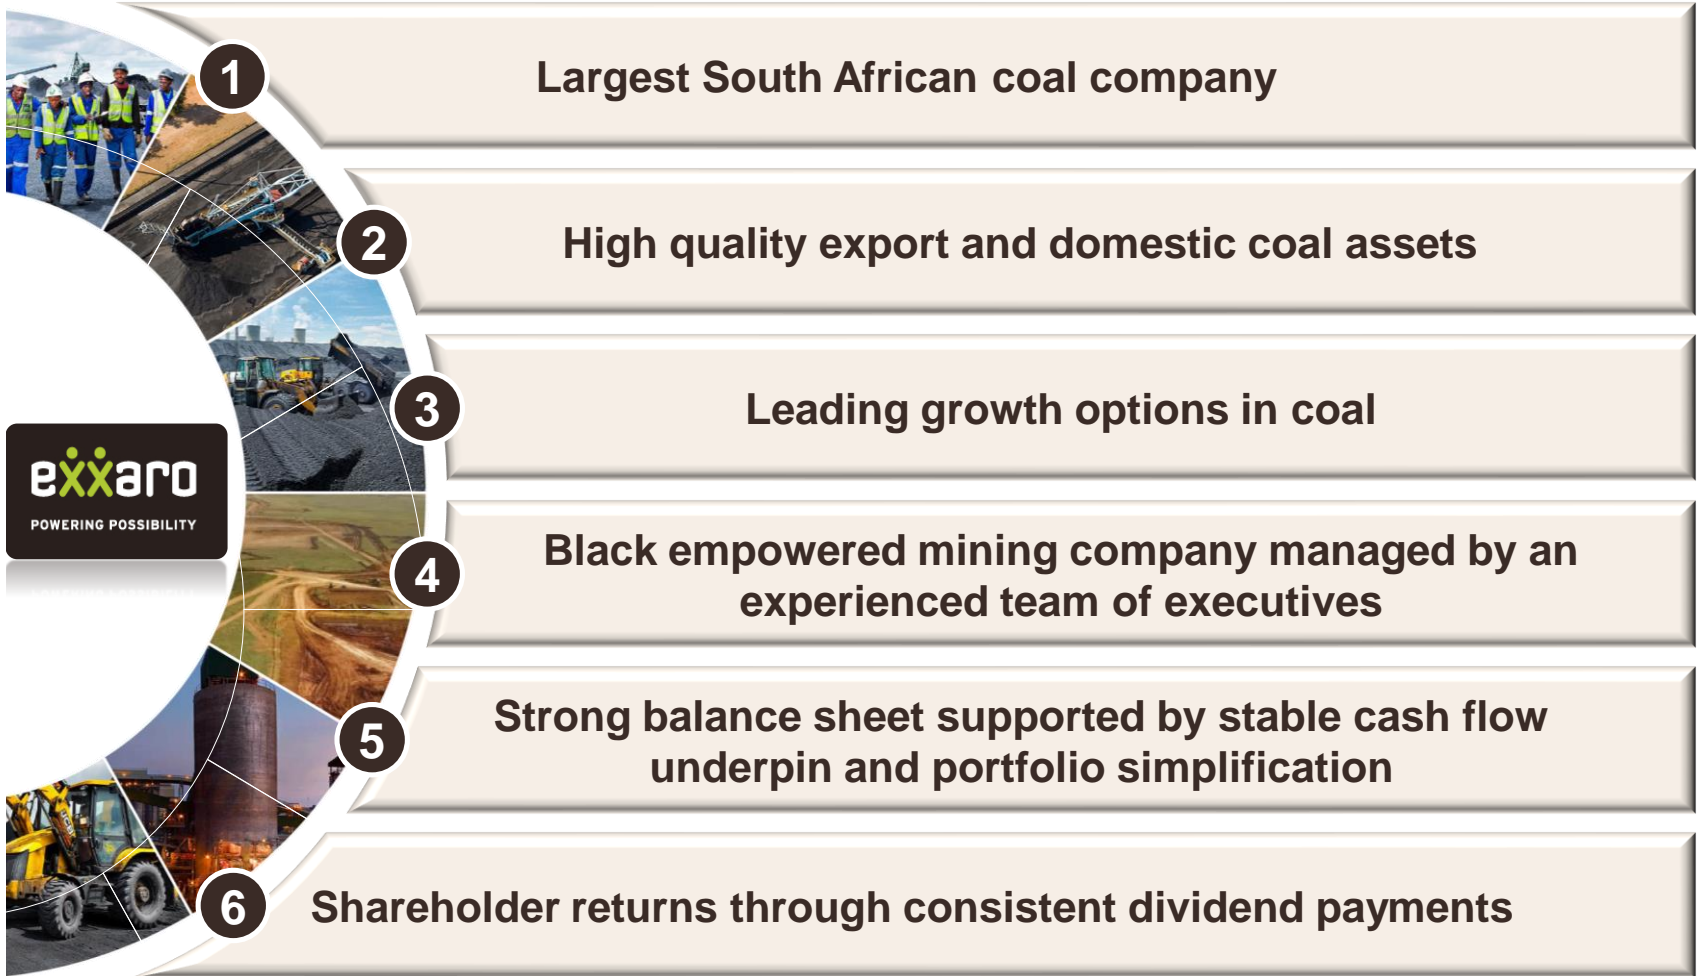 1
Largest South African coal company
2
High quality export and domestic coal assets
3
Leading growth options in coal
exxaro
POWERING POSSIBILITY
4
Black empowered mining company managed by an
experienced team of executives
5
Strong balance sheet supported by stable cash flow
underpin and portfolio simplification
6
Shareholder returns through consistent dividend payments